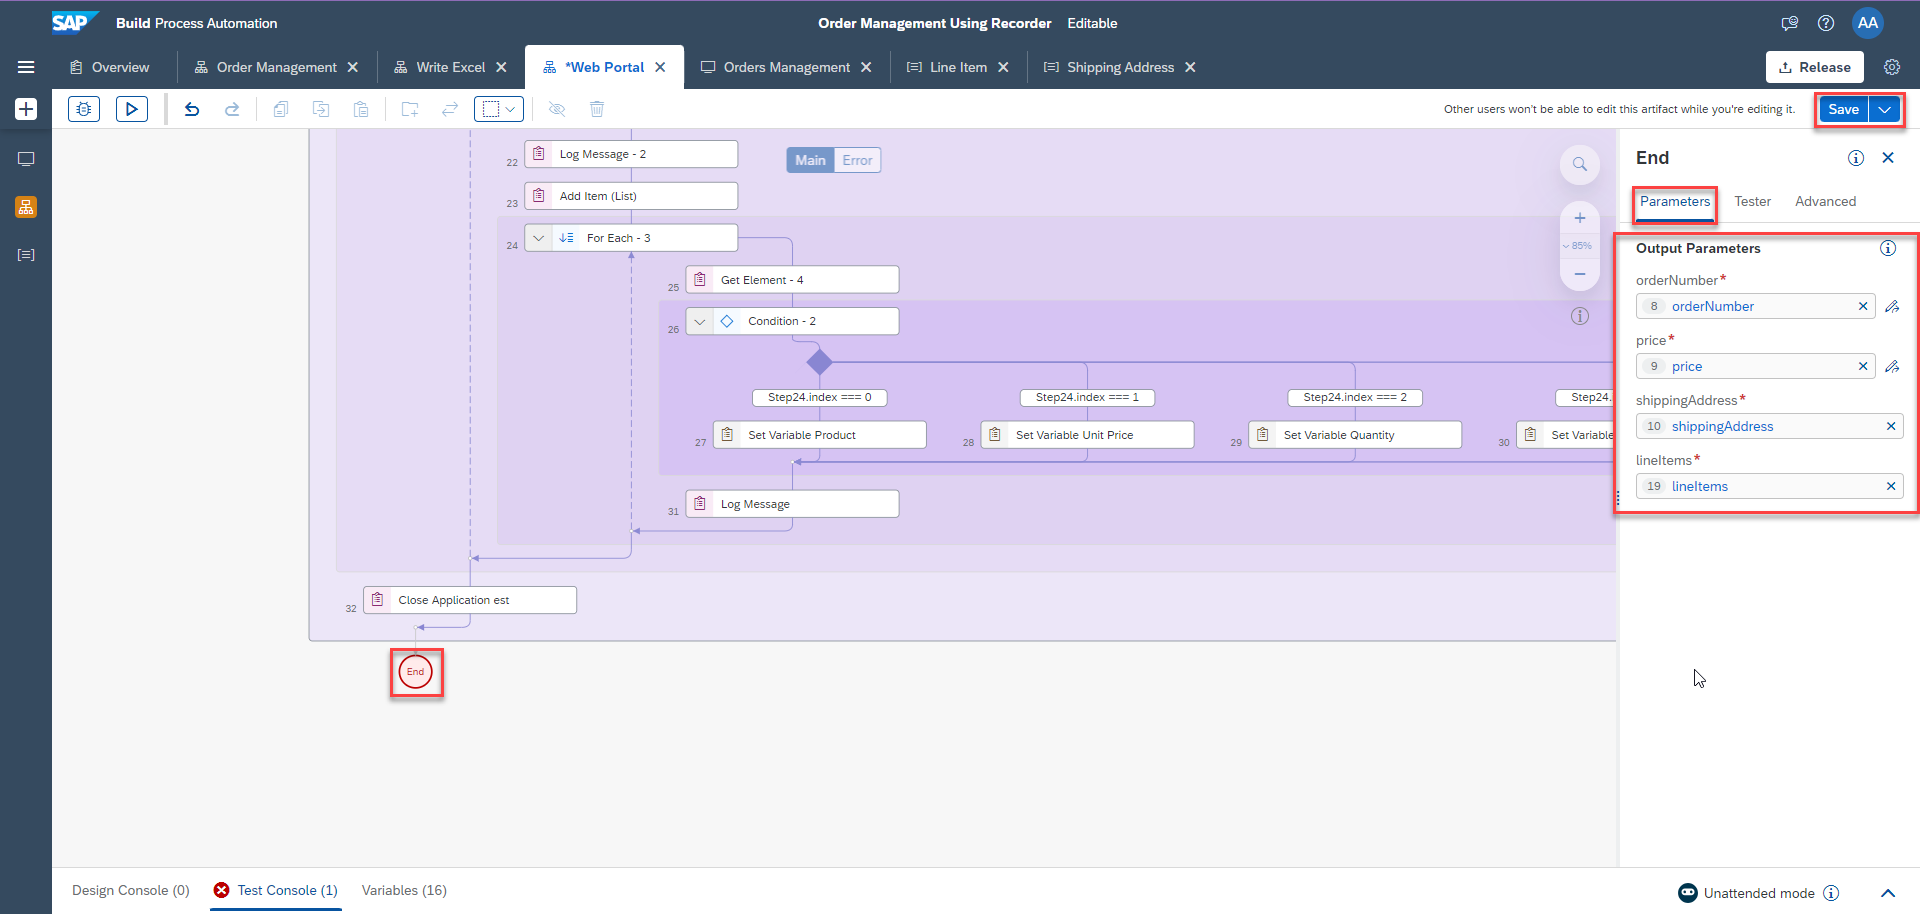 SAP Build Process Automation
Order Management Using Recorder Editable
AA
Overview
Order Management
Write Excel
*Web Portal
Orders Management
Line Item
Shipping Address
Release
Other users won't be able to edit this artifact while you're editing it.
Save
22 Log Message - 2
Main Error
23 Add Item (List)
24 For Each - 3
25 Get Element - 4
26 Condition - 2
Step24.index === 0
Step24.index === 1
Step24.index === 2
Step24.
27 Set Variable Product
28 Set Variable Unit Price
29 Set Variable Quantity
30 Set Variable
31 Log Message
32 Close Application est
End
85%
End
Parameters Tester Advanced
Output Parameters
orderNumber*
8 orderNumber
price*
9 price
shippingAddress*
10 shippingAddress
lineItems*
19 lineItems
Design Console (0) Test Console (1) Variables (16)
Unattended mode